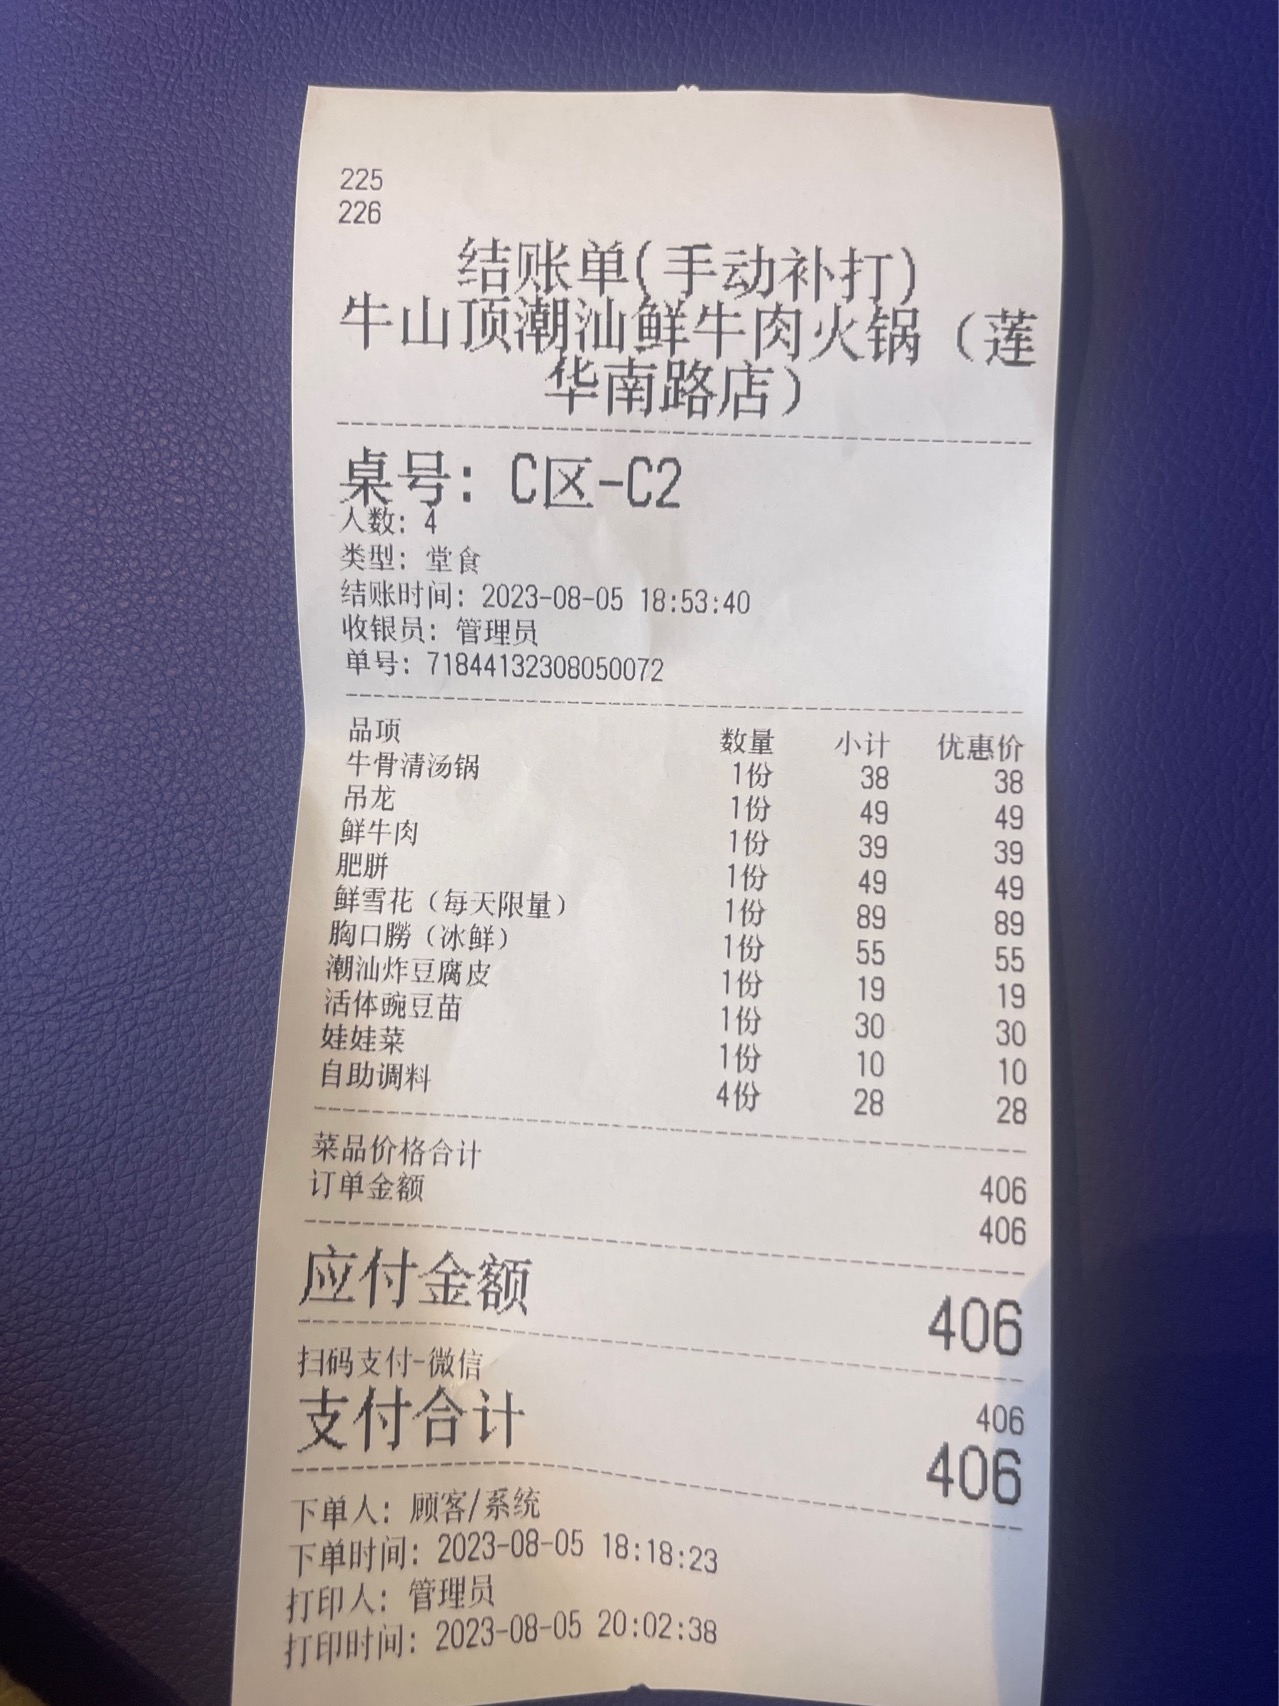 225
226
结账单(手动补打)
牛山顶潮汕鲜牛肉火锅（莲
华南路店）
桌号: C区-C2
人数: 4
类型: 堂食
结账时间: 2023-08-05 18:53:40
收银员: 管理员
单号: 71844132308050072
品项 数量 小计 优惠价
牛骨清汤锅 1份 38 38
吊龙 1份 49 49
鲜牛肉 1份 39 39
肥胼 1份 49 49
鲜雪花（每天限量） 1份 89 89
胸口朥（冰鲜） 1份 55 55
潮汕炸豆腐皮 1份 19 19
活体豌豆苗 1份 30 30
娃娃菜 1份 10 10
自助调料 4份 28 28
菜品价格合计 406
订单金额 406
应付金额 406
扫码支付-微信 406
支付合计 406
下单人: 顾客/系统
下单时间: 2023-08-05 18:18:23
打印人: 管理员
打印时间: 2023-08-05 20:02:38